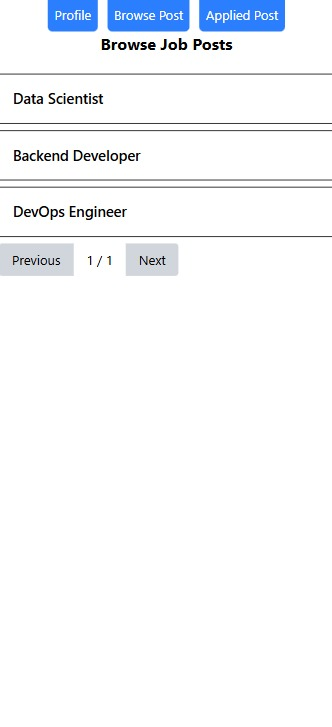 Profile Browse Post Applied Post
Browse Job Posts
Data Scientist
Backend Developer
DevOps Engineer
Previous 1 / 1 Next